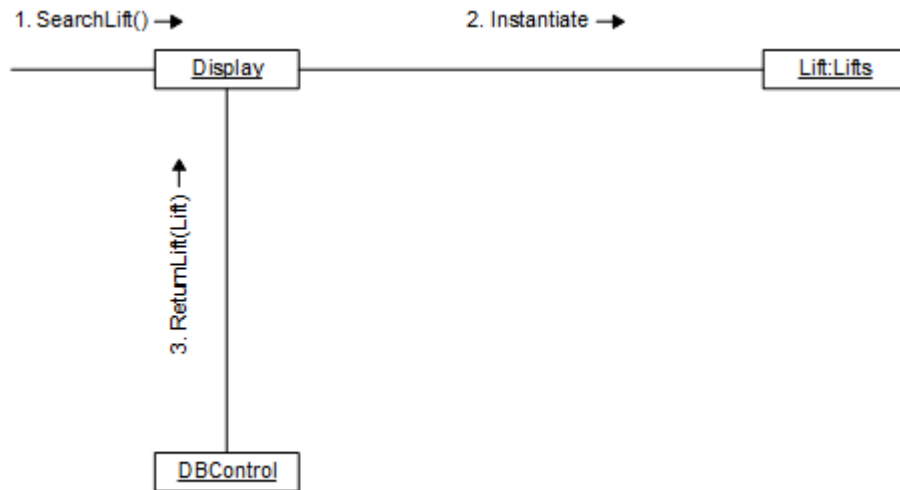 1. SearchLift()
2. Instantiate
Display
Lift:Lifts
3. ReturnLift(Lift)
DBControl